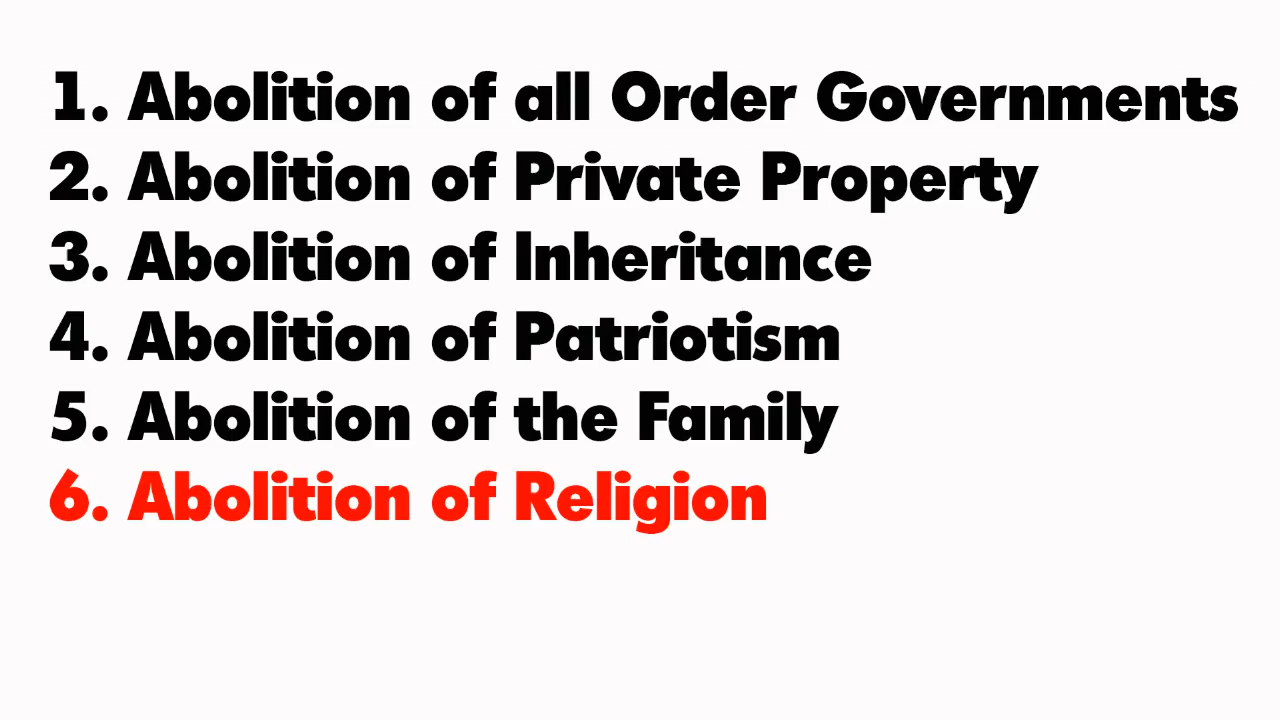 1. Abolition of all Order Governments
2. Abolition of Private Property
3. Abolition of Inheritance
4. Abolition of Patriotism
5. Abolition of the Family
6. Abolition of Religion